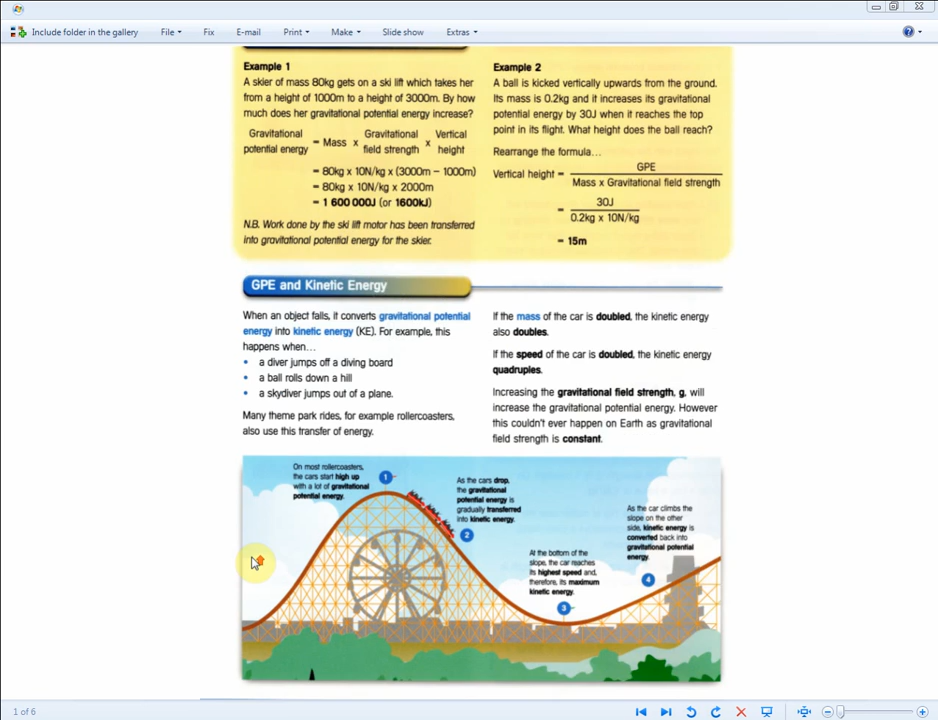 Include folder in the gallery File Fix E-mail Print Make Slide show Extras
Example 1
A skier of mass 80kg gets on a ski lift which takes her
from a height of 1000m to a height of 3000m. By how
much does her gravitational potential energy increase?
Gravitational potential energy = Mass x Gravitational field strength x Vertical height
= 80kg x 10N/kg x (3000m – 1000m)
= 80kg x 10N/kg x 2000m
= 1 600 000J (or 1600kJ)
N.B. Work done by the ski lift motor has been transferred
into gravitational potential energy for the skier.
Example 2
A ball is kicked vertically upwards from the ground.
Its mass is 0.2kg and it increases its gravitational
potential energy by 30J when it reaches the top
point in its flight. What height does the ball reach?
Rearrange the formula…
Vertical height =
GPE
Mass x Gravitational field strength
=
30J
0.2kg x 10N/kg
= 15m
GPE and Kinetic Energy
When an object falls, it converts gravitational potential
energy into kinetic energy (KE). For example, this
happens when…
• a diver jumps off a diving board
• a ball rolls down a hill
• a skydiver jumps out of a plane.
Many theme park rides, for example rollercoasters,
also use this transfer of energy.
If the mass of the car is doubled, the kinetic energy
also doubles.
If the speed of the car is doubled, the kinetic energy
quadruples.
Increasing the gravitational field strength, g, will
increase the gravitational potential energy. However
this couldn't ever happen on Earth as gravitational
field strength is constant.
On most rollercoasters,
the cars start high up
with a lot of gravitational
potential energy.
1
As the cars drop,
the gravitational
potential energy is
gradually transferred
into kinetic energy.
2
At the bottom of the
slope, the car reaches
its highest speed and,
therefore, its maximum
kinetic energy.
3
As the car climbs the
slope on the other
side, kinetic energy is
converted back into
gravitational potential
energy.
4
1 of 6